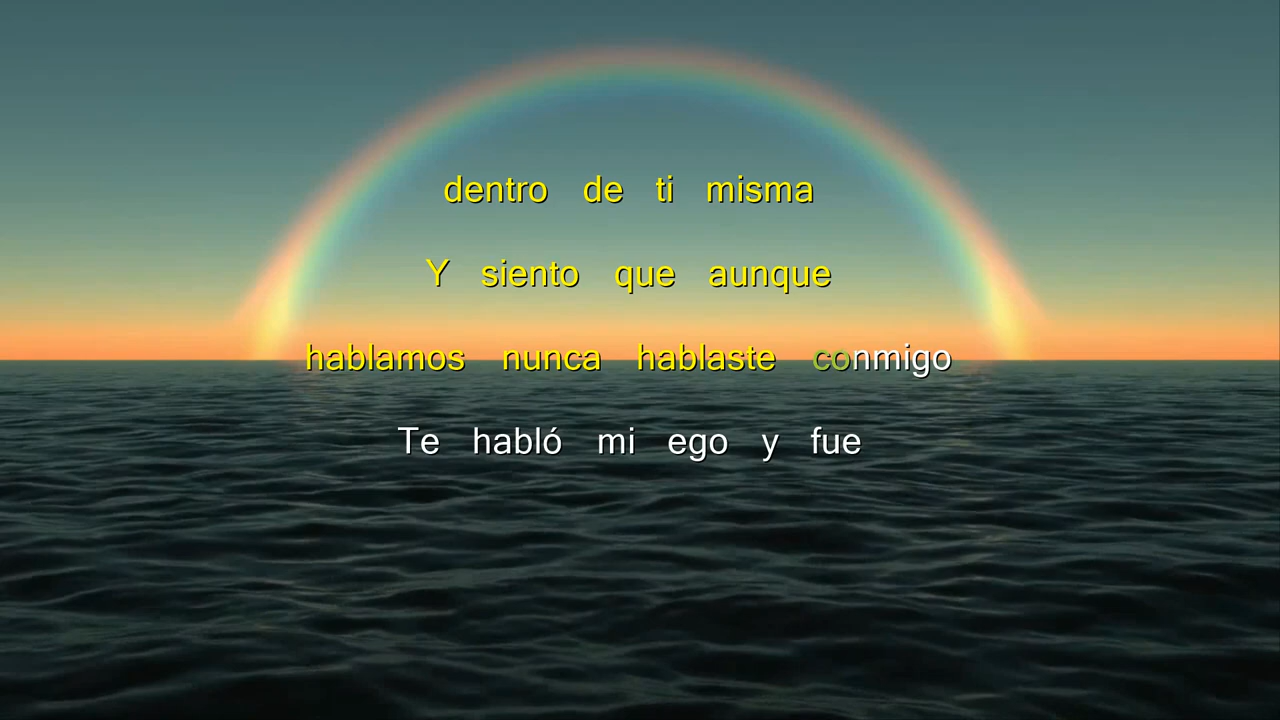 dentro de ti misma
Y siento que aunque
hablamos nunca hablaste conmigo
Te habló mi ego y fue